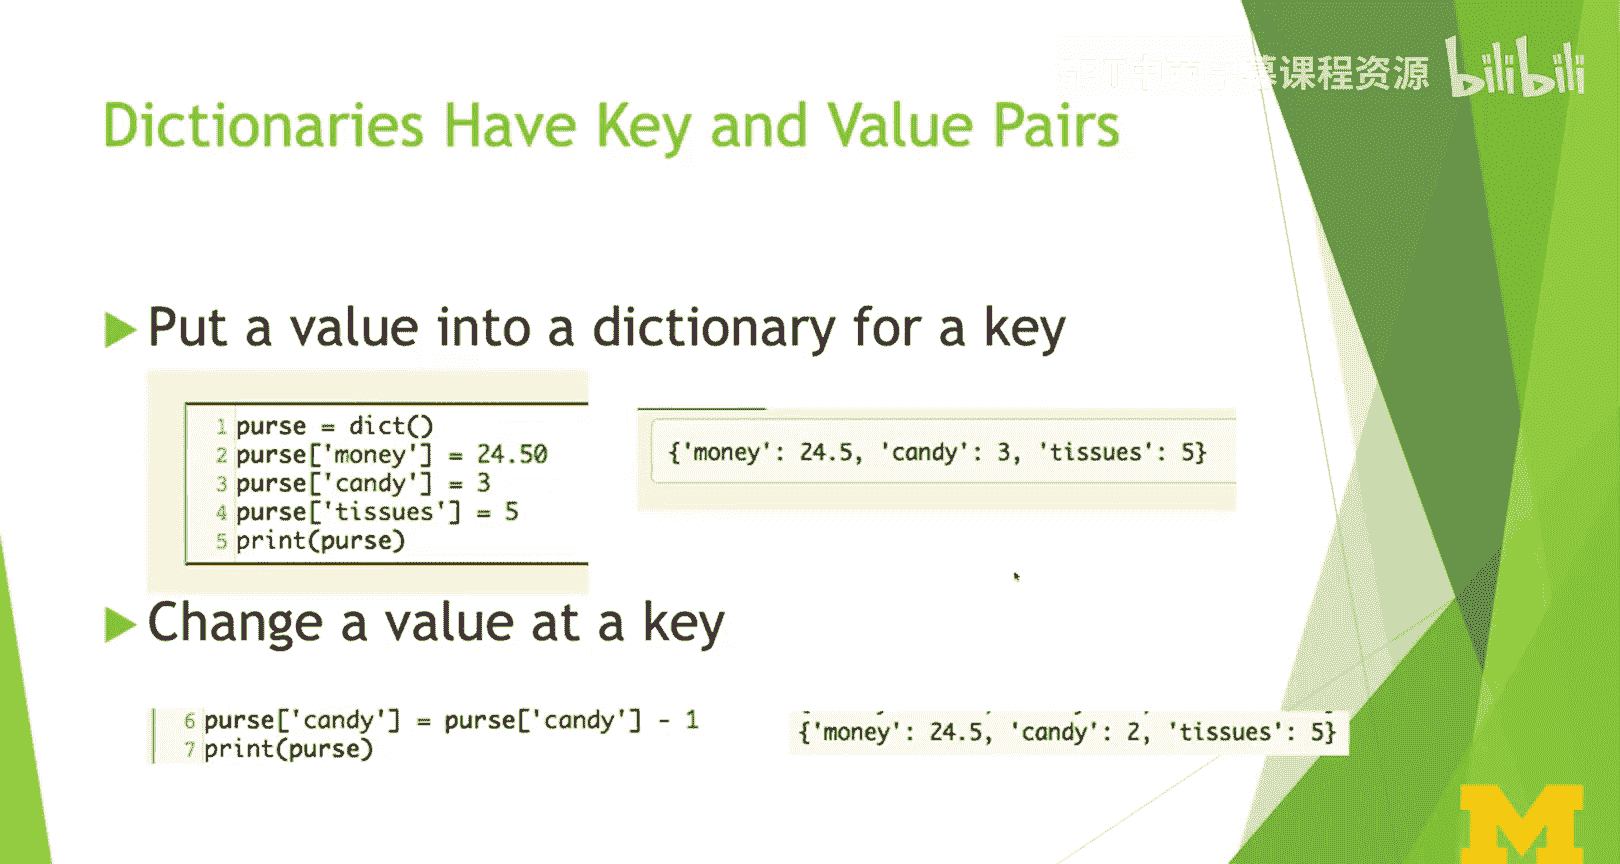 课程资源 bilibili
Dictionaries Have Key and Value Pairs
Put a value into a dictionary for a key
1 purse = dict()
2 purse['money'] = 24.50
3 purse['candy'] = 3
4 purse['tissues'] = 5
5 print(purse)
{'money': 24.5, 'candy': 3, 'tissues': 5}
Change a value at a key
6 purse['candy'] = purse['candy'] - 1
7 print(purse)
{'money': 24.5, 'candy': 2, 'tissues': 5}
M